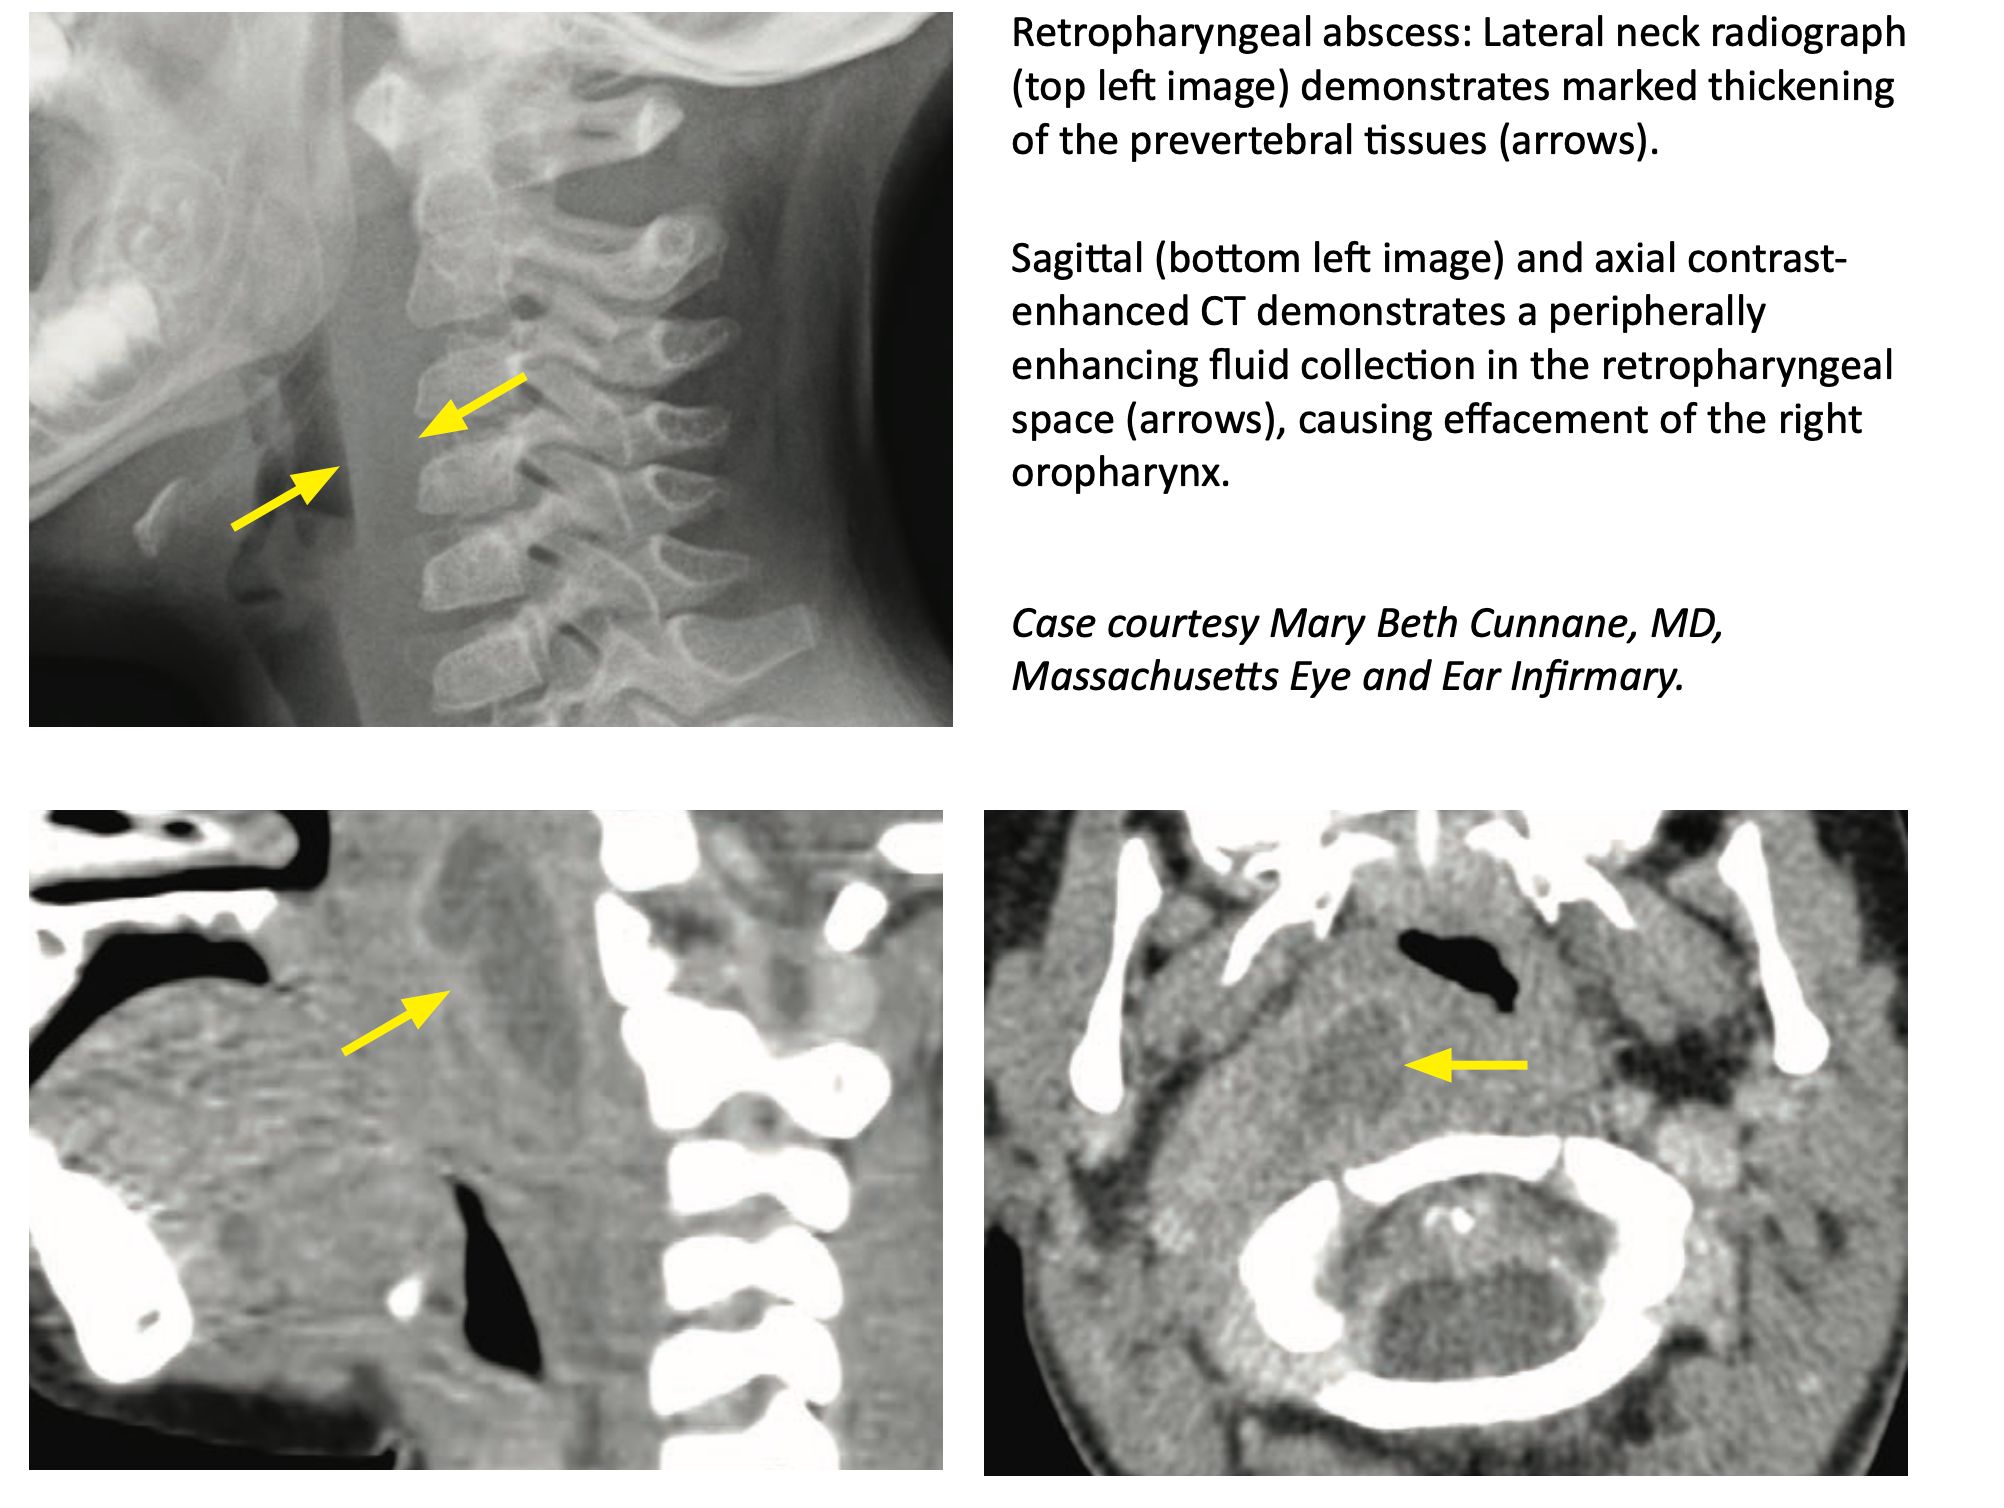 Retropharyngeal abscess: Lateral neck radiograph
(top left image) demonstrates marked thickening
of the prevertebral tissues (arrows).
Sagittal (bottom left image) and axial contrast-
enhanced CT demonstrates a peripherally
enhancing fluid collection in the retropharyngeal
space (arrows), causing effacement of the right
oropharynx.
Case courtesy Mary Beth Cunnane, MD,
Massachusetts Eye and Ear Infirmary.